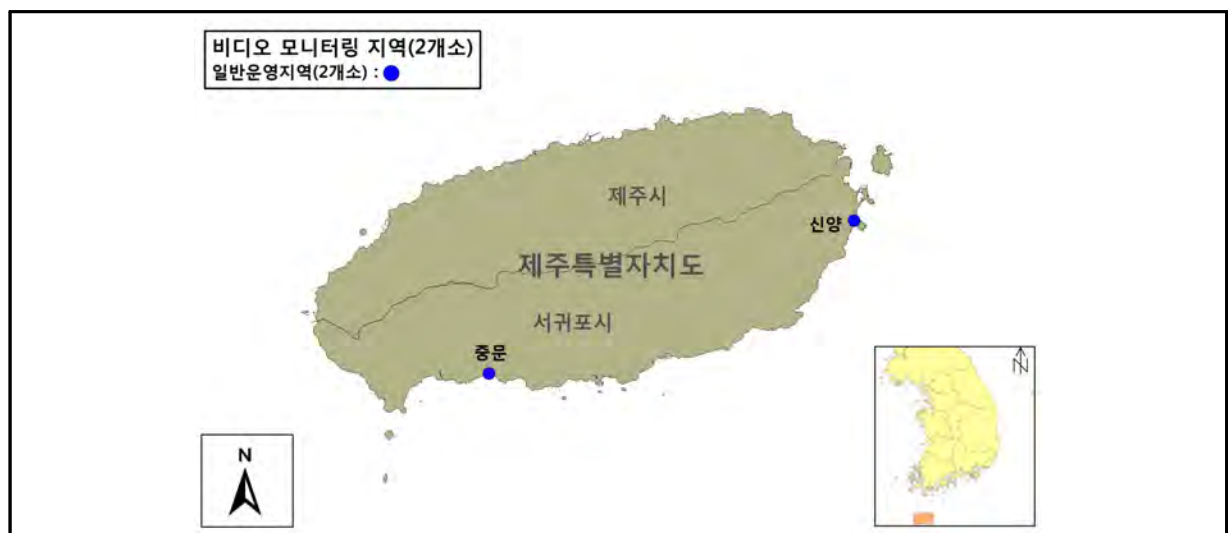 비디오 모니터링 지역(2개소)
일반운영지역(2개소) : 
제주시
신양
제주특별자치도
서귀포시
중문
N
N